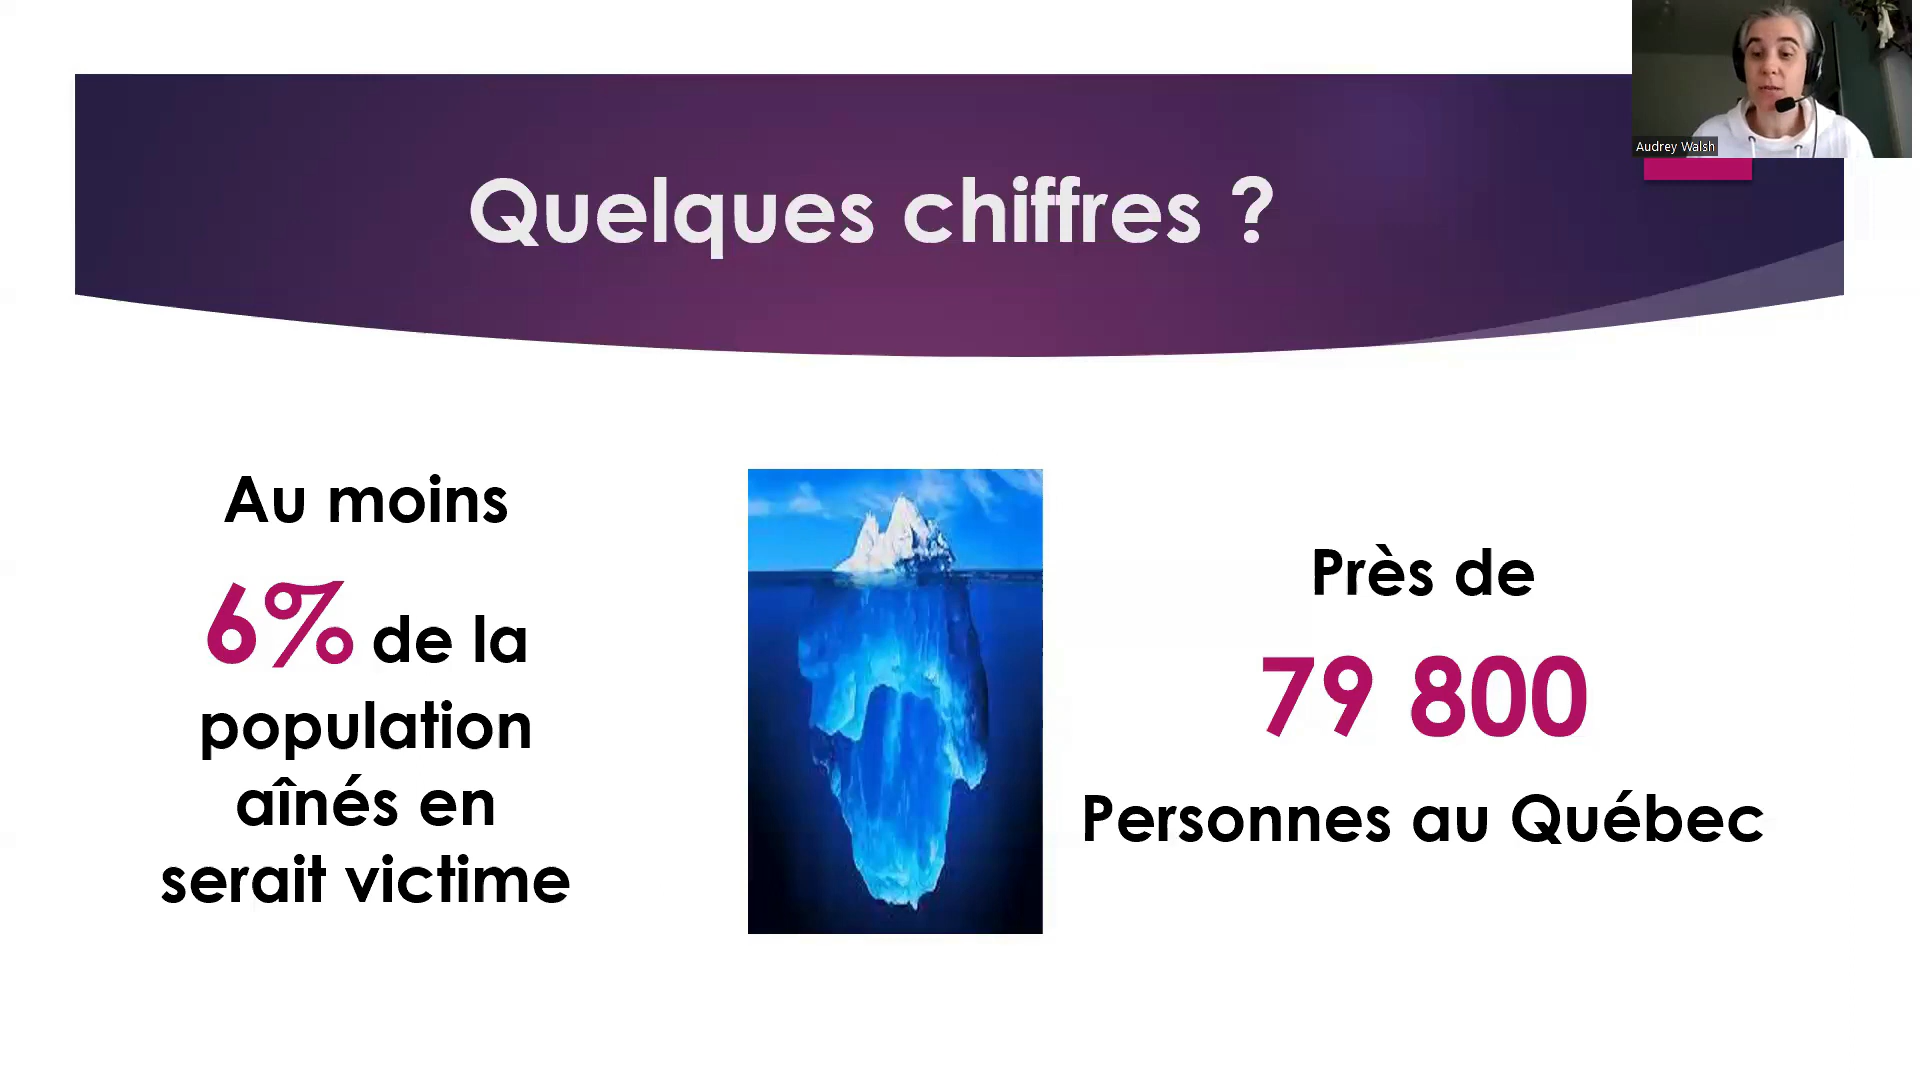 Audrey Walsh
Quelques chiffres ?
Au moins
6% de la
population
aînés en
serait victime
Près de
79 800
Personnes au Québec